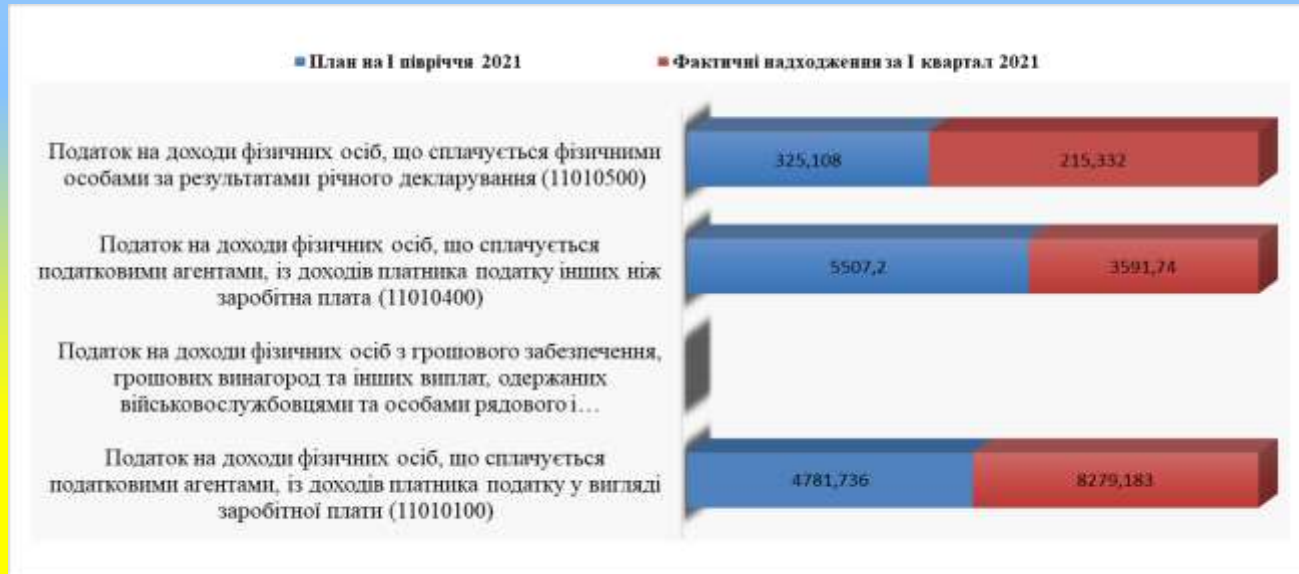 План на I півріччя 2021
Фактичні надходження за I квартал 2021
Податок на доходи фізичних осіб, що сплачується фізичними
особами за результатами річного декларування (11010500)
325,108
215,332
Податок на доходи фізичних осіб, що сплачується
податковими агентами, із доходів платника податку інших ніж
заробітна плата (11010400)
5507,2
3591,74
Податок на доходи фізичних осіб з грошового забезпечення,
грошових винагород та інших виплат, одержаних
військовослужбовцями та особами рядового і…
Податок на доходи фізичних осіб, що сплачується
податковими агентами, із доходів платника податку у вигляді
заробітної плати (11010100)
4781,736
8279,183